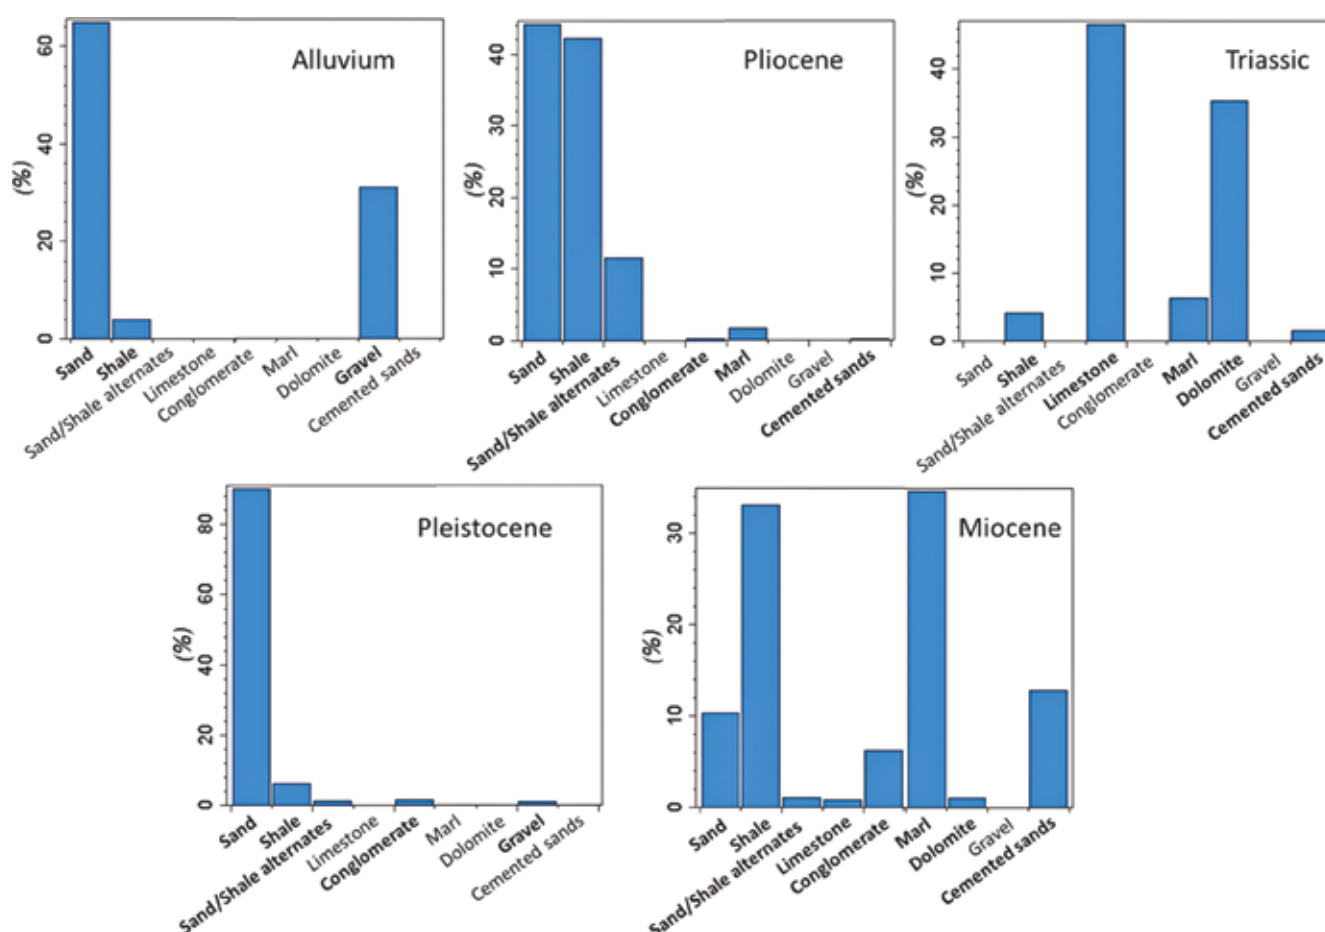 Alluvium
(%)
60
40
20
0
Sand
Shale
Sand/Shale alternates
Limestone
Conglomerate
Marl
Dolomite
Gravel
Cemented sands
Pliocene
(%)
40
30
20
10
0
Sand
Shale
Sand/Shale alternates
Limestone
Conglomerate
Marl
Dolomite
Gravel
Cemented sands
Triassic
(%)
40
30
20
10
0
Sand
Shale
Sand/Shale alternates
Limestone
Conglomerate
Marl
Dolomite
Gravel
Cemented sands
Pleistocene
(%)
80
60
40
20
0
Sand
Shale
Sand/Shale alternates
Limestone
Conglomerate
Marl
Dolomite
Gravel
Cemented sands
Miocene
(%)
30
20
10
0
Sand
Shale
Sand/Shale alternates
Limestone
Conglomerate
Marl
Dolomite
Gravel
Cemented sands